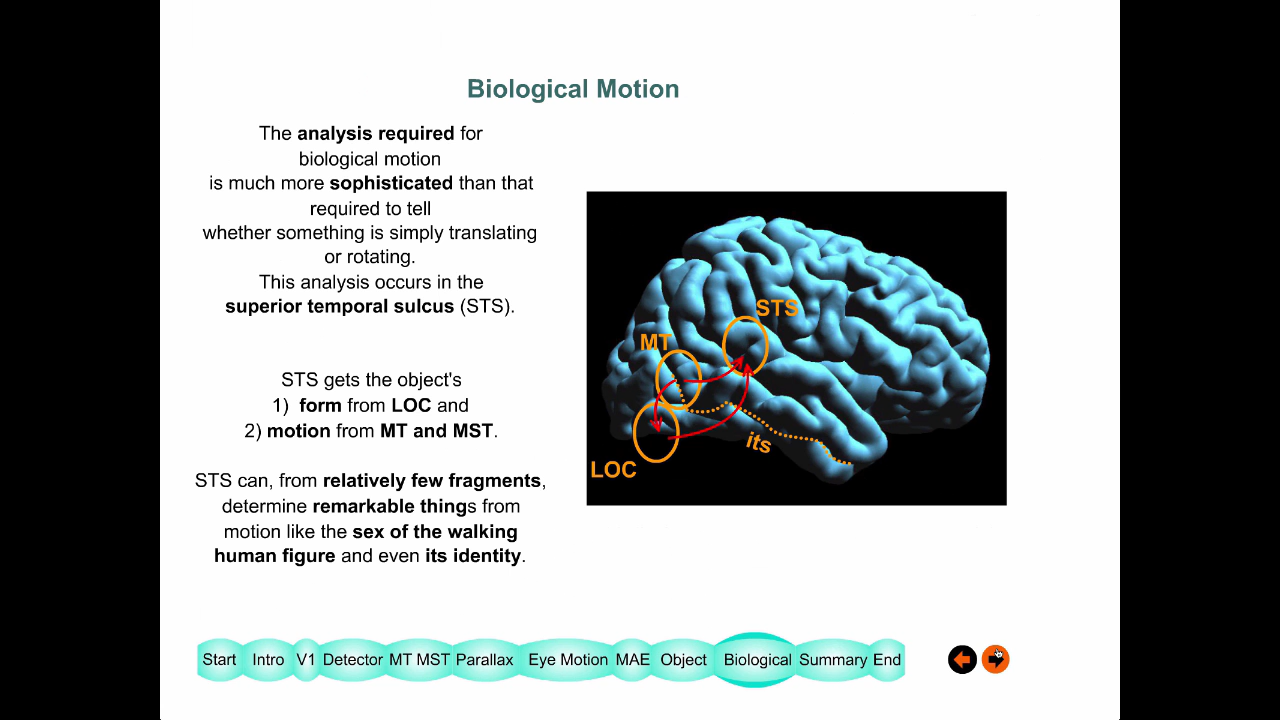 Biological Motion
The analysis required for
biological motion
is much more sophisticated than that
required to tell
whether something is simply translating
or rotating.
This analysis occurs in the
superior temporal sulcus (STS).
STS gets the object's
1) form from LOC and
2) motion from MT and MST.
STS can, from relatively few fragments,
determine remarkable things from
motion like the sex of the walking
human figure and even its identity.
STS
MT
its
LOC
Start Intro V1 Detector MT MST Parallax Eye Motion MAE Object Biological Summary End